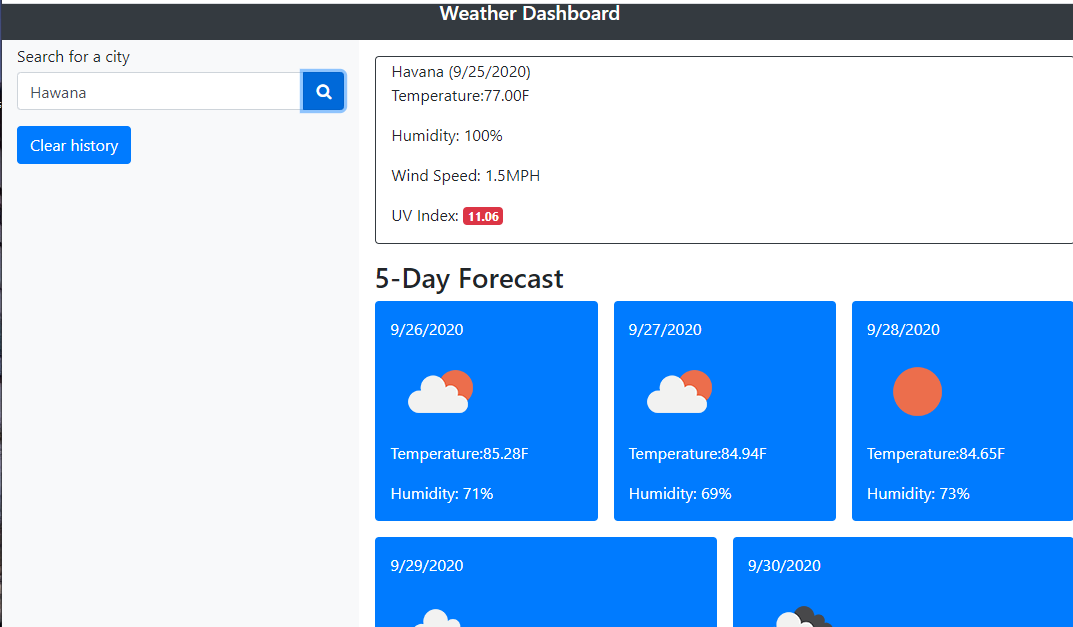 Weather Dashboard
Search for a city
Hawana
Clear history
Havana (9/25/2020)
Temperature:77.00F
Humidity: 100%
Wind Speed: 1.5MPH
UV Index: 11.06
5-Day Forecast
9/26/2020
Temperature:85.28F
Humidity: 71%
9/27/2020
Temperature:84.94F
Humidity: 69%
9/28/2020
Temperature:84.65F
Humidity: 73%
9/29/2020
9/30/2020